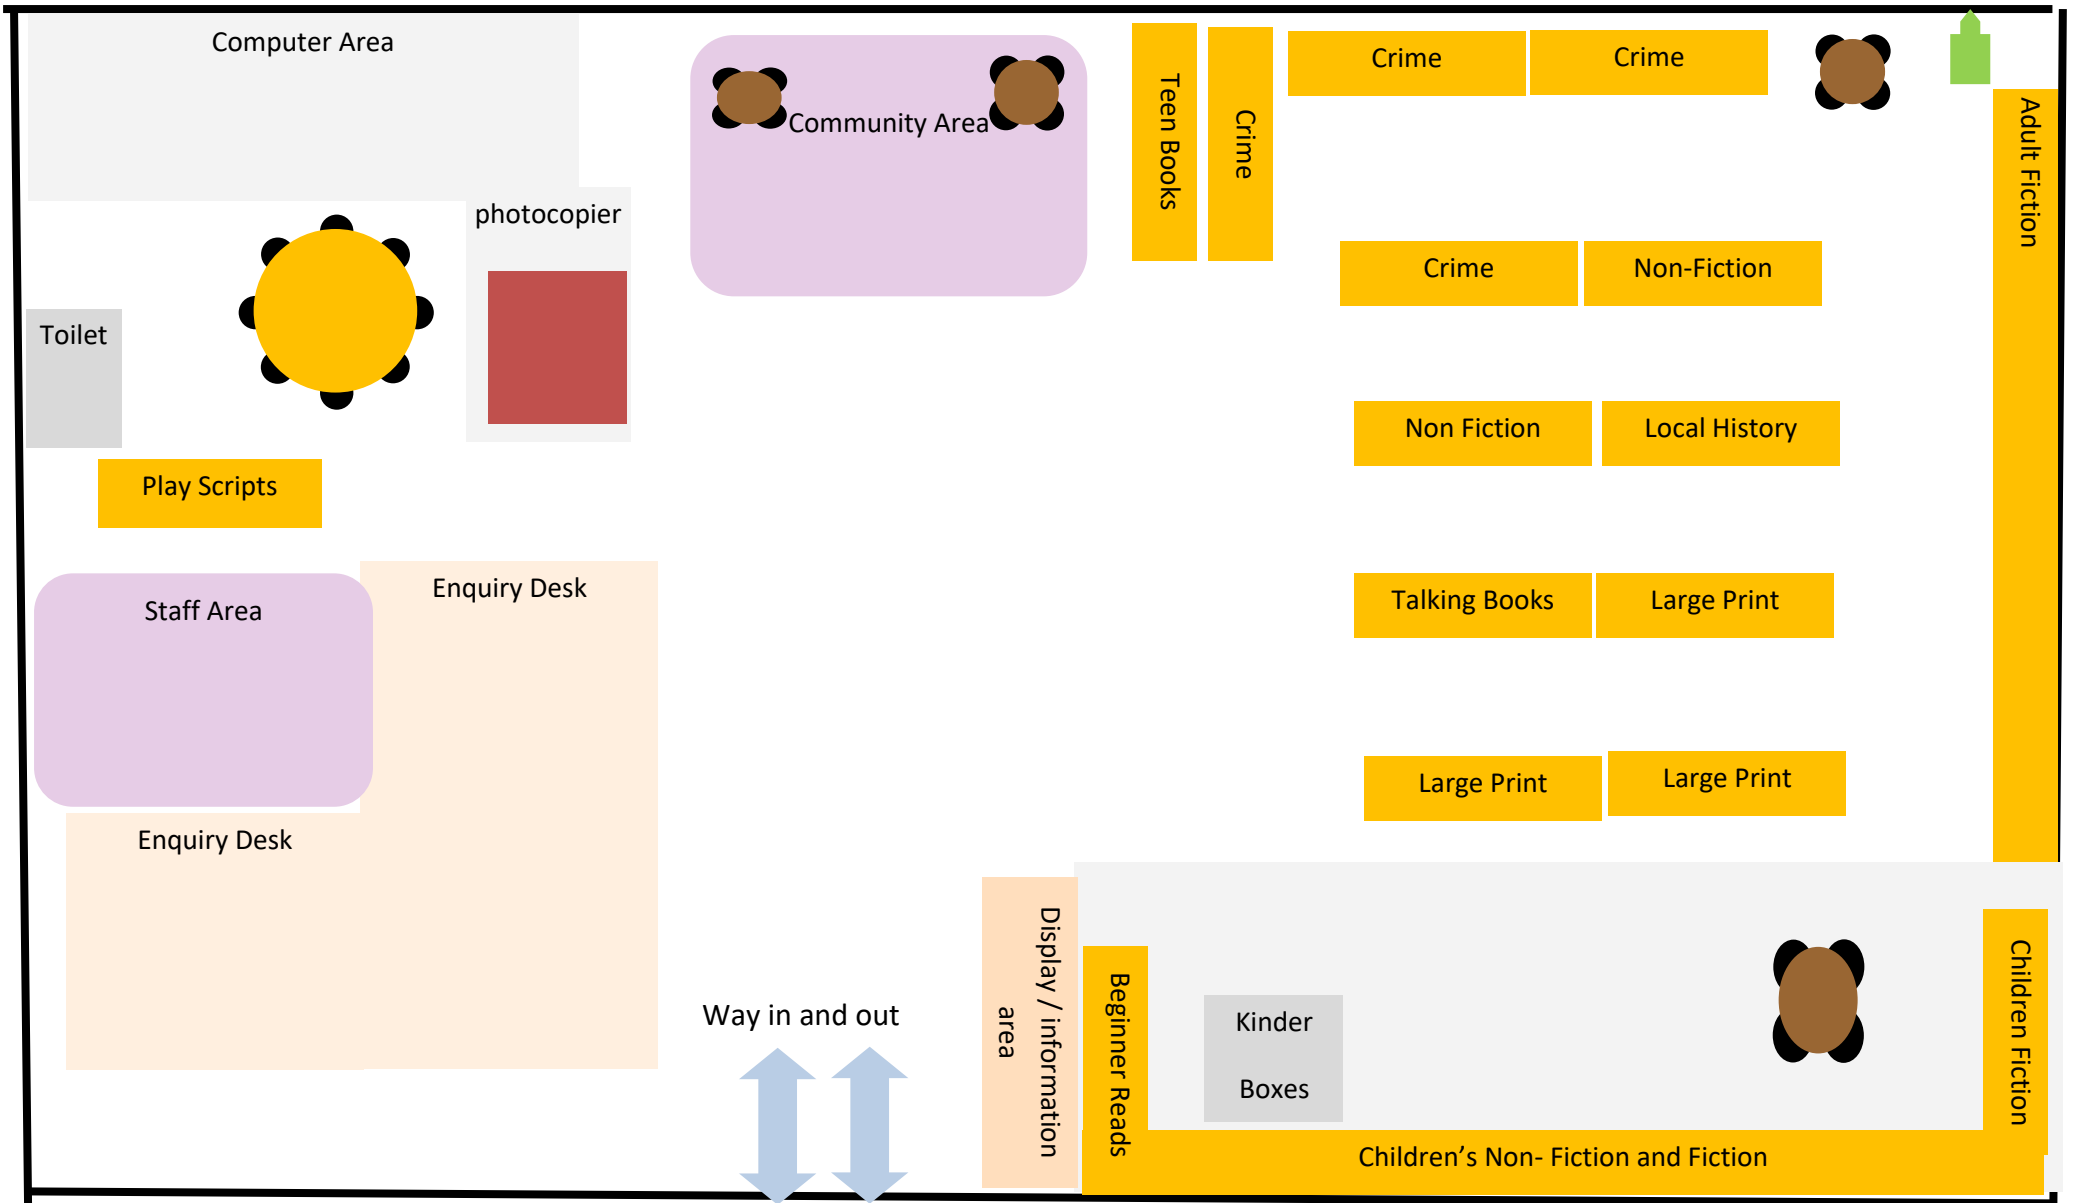 Computer Area
photocopier
Toilet
Play Scripts
Staff Area
Enquiry Desk
Enquiry Desk
Community Area
Teen Books
Crime
Crime
Crime
Adult Fiction
Crime
Non-Fiction
Non Fiction
Local History
Talking Books
Large Print
Large Print
Large Print
Way in and out
Display / information
area
Beginner Reads
Kinder
Boxes
Children Fiction
Children’s Non- Fiction and Fiction